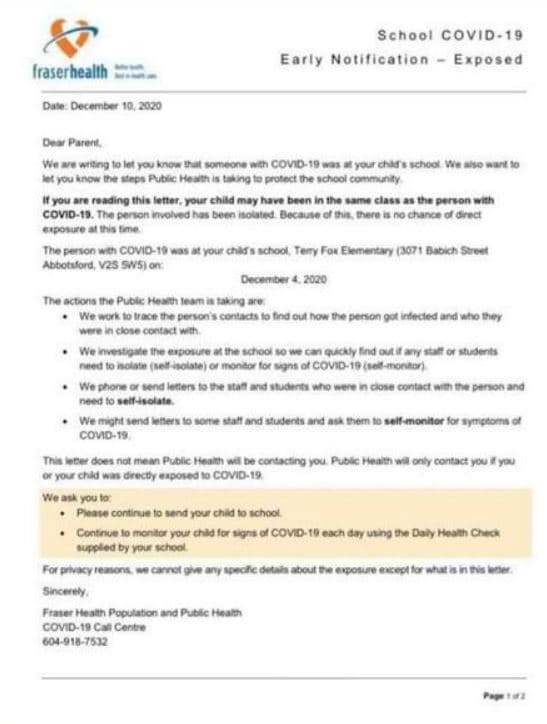 School COVID-19
Early Notification – Exposed
fraserhealth
Better health.
Best in health care.
Date: December 10, 2020
Dear Parent,
We are writing to let you know that someone with COVID-19 was at your child's school. We also want to
let you know the steps Public Health is taking to protect the school community.
If you are reading this letter, your child may have been in the same class as the person with
COVID-19. The person involved has been isolated. Because of this, there is no chance of direct
exposure at this time.
The person with COVID-19 was at your child's school, Terry Fox Elementary (3071 Babich Street
Abbotsford, V2S 5W5) on:
December 4, 2020
The actions the Public Health team is taking are:
• We work to trace the person's contacts to find out how the person got infected and who they
were in close contact with.
• We investigate the exposure at the school so we can quickly find out if any staff or students
need to isolate (self-isolate) or monitor for signs of COVID-19 (self-monitor).
• We phone or send letters to the staff and students who were in close contact with the person and
need to self-isolate.
• We might send letters to some staff and students and ask them to self-monitor for symptoms of
COVID-19.
This letter does not mean Public Health will be contacting you. Public Health will only contact you if you
or your child was directly exposed to COVID-19.
We ask you to:
• Please continue to send your child to school.
• Continue to monitor your child for signs of COVID-19 each day using the Daily Health Check
supplied by your school.
For privacy reasons, we cannot give any specific details about the exposure except for what is in this letter.
Sincerely,
Fraser Health Population and Public Health
COVID-19 Call Centre
604-918-7532
Page 1 of 2